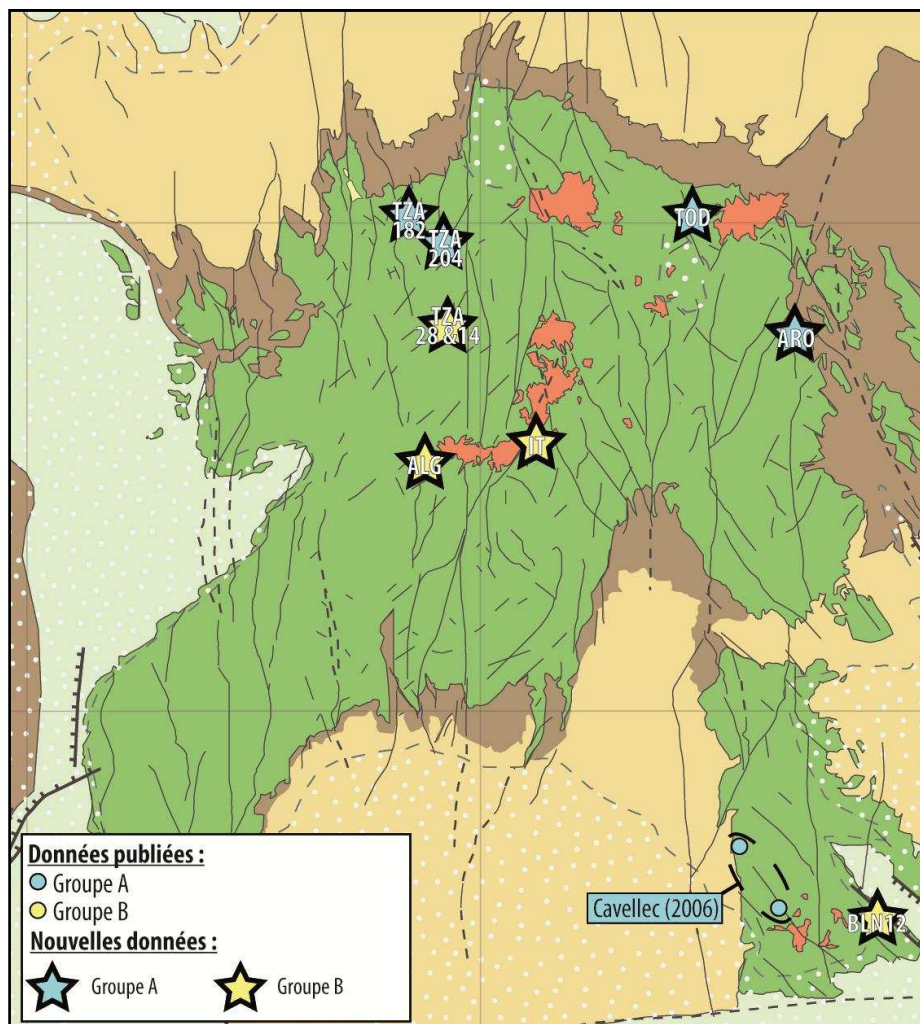 TZA
182
TZA
204
TOD
TZA
28 &14
ARO
ALG
IT
Cavellec (2006)
BLN12
Données publiées :
Groupe A
Groupe B
Nouvelles données :
Groupe A
Groupe B